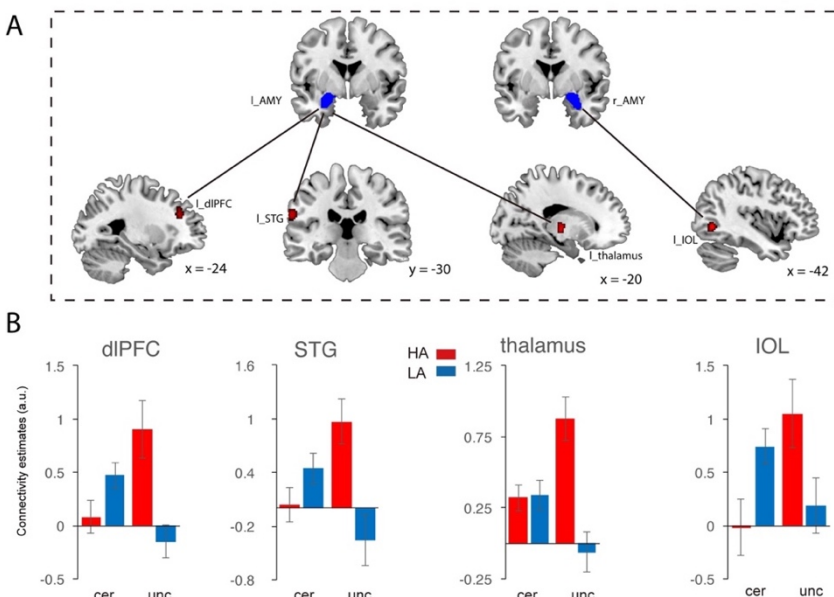 A
l_AMY
r_AMY
l_dlPFC
l_STG
l_thalamus
l_IOL
x = -24
y = -30
x = -20
x = -42
B
dlPFC
STG
HA
LA
thalamus
IOL
Connectivity estimates (a.u.)
1.5
1
0.5
0
-0.5
cer unc
1.6
1
0.4
-0.2
-0.8
cer unc
1.25
0.75
0.25
-0.25
cer unc
1.5
1
0.5
0
-0.5
cer unc